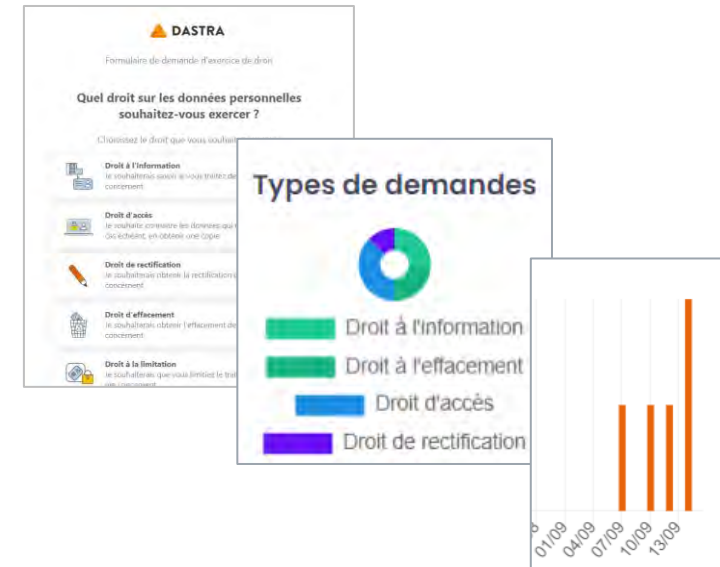 DASTRA
Formulaire de demande d'exercice de droit
Quel droit sur les données personnelles
souhaitez-vous exercer ?
Choisissez le droit que vous souhaitez
Droit à l'information
Je souhaiterais savoir si vous traitez de
concernent
Droit d'accès
Je souhaite connaître les données qui
cas échéant, en obtenir une copie
Droit de rectification
Je souhaiterais obtenir la rectification
concernent
Droit d'effacement
Je souhaiterais obtenir l'effacement de
concernent
Droit à la limitation
Je souhaiterais que vous limitiez le trai
me concernent
Types de demandes
Droit à l'information
Droit à l'effacement
Droit d'accès
Droit de rectification
01/09
04/09
07/09
10/09
13/09